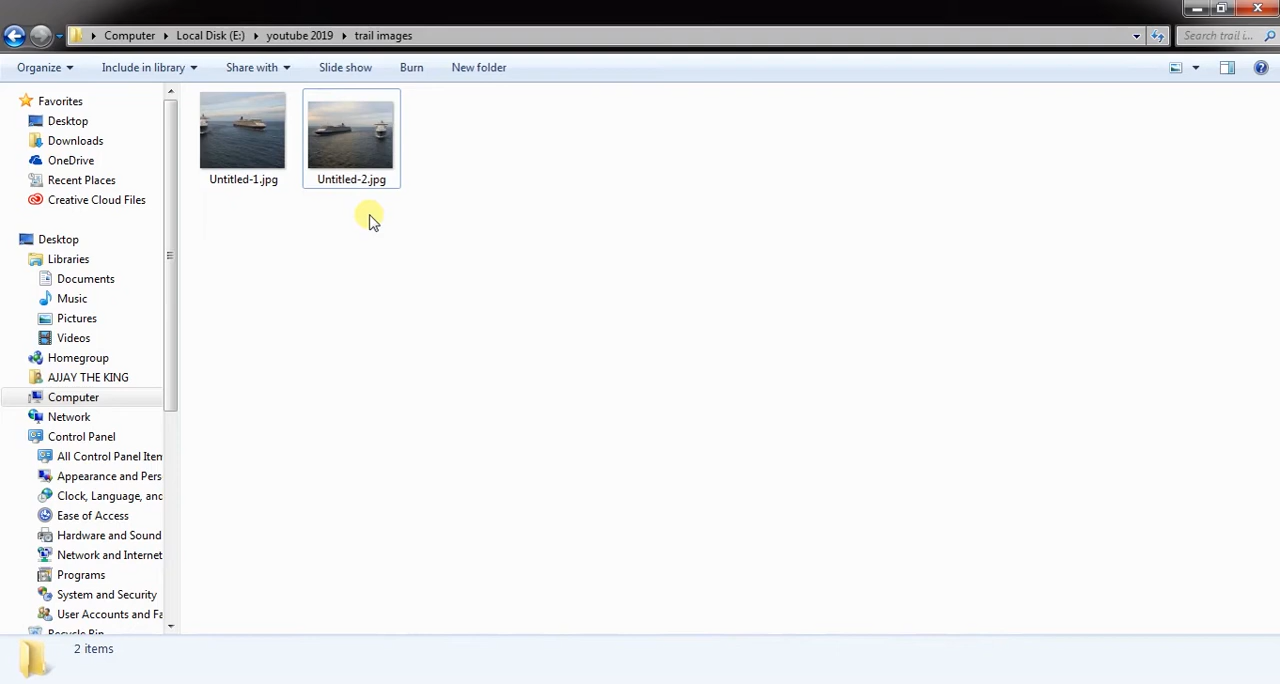 Computer Local Disk (E:) youtube 2019 trail images Search trail i...
Organize Include in library Share with Slide show Burn New folder
Favorites
Desktop
Downloads
OneDrive
Recent Places
Creative Cloud Files
Desktop
Libraries
Documents
Music
Pictures
Videos
Homegroup
AJJAY THE KING
Computer
Network
Control Panel
All Control Panel Item
Appearance and Pers
Clock, Language, and
Ease of Access
Hardware and Sound
Network and Internet
Programs
System and Security
User Accounts and Fa
Recycle Bin
Untitled-1.jpg Untitled-2.jpg
2 items